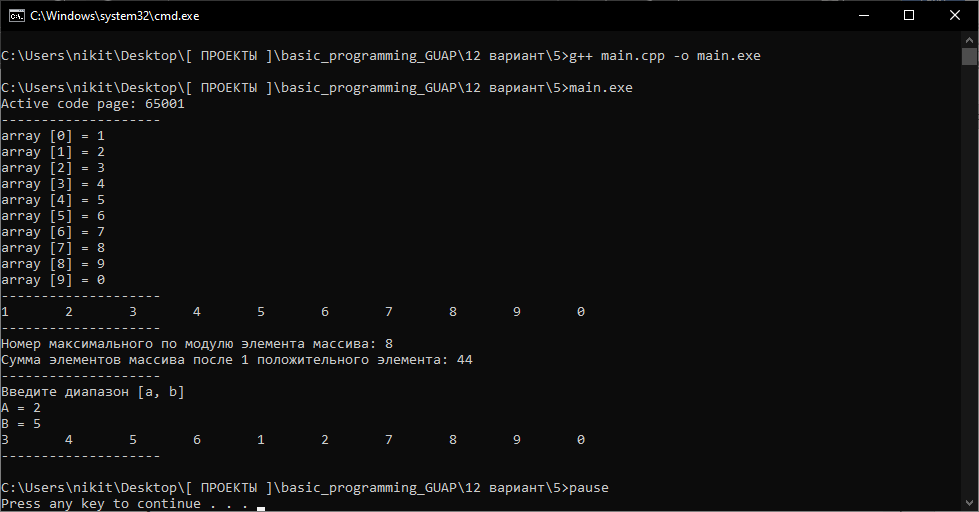 C:\Windows\system32\cmd.exe
C:\Users\nikit\Desktop\[ ПРОЕКТЫ ]\basic_programming_GUAP\12 вариант\5>g++ main.cpp -o main.exe
C:\Users\nikit\Desktop\[ ПРОЕКТЫ ]\basic_programming_GUAP\12 вариант\5>main.exe
Active code page: 65001
--------------------
array [0] = 1
array [1] = 2
array [2] = 3
array [3] = 4
array [4] = 5
array [5] = 6
array [6] = 7
array [7] = 8
array [8] = 9
array [9] = 0
--------------------
1       2       3       4       5       6       7       8       9       0
--------------------
Номер максимального по модулю элемента массива: 8
Сумма элементов массива после 1 положительного элемента: 44
--------------------
Введите диапазон [a, b]
A = 2
B = 5
3       4       5       6       1       2       7       8       9       0
--------------------
C:\Users\nikit\Desktop\[ ПРОЕКТЫ ]\basic_programming_GUAP\12 вариант\5>pause
Press any key to continue . . .